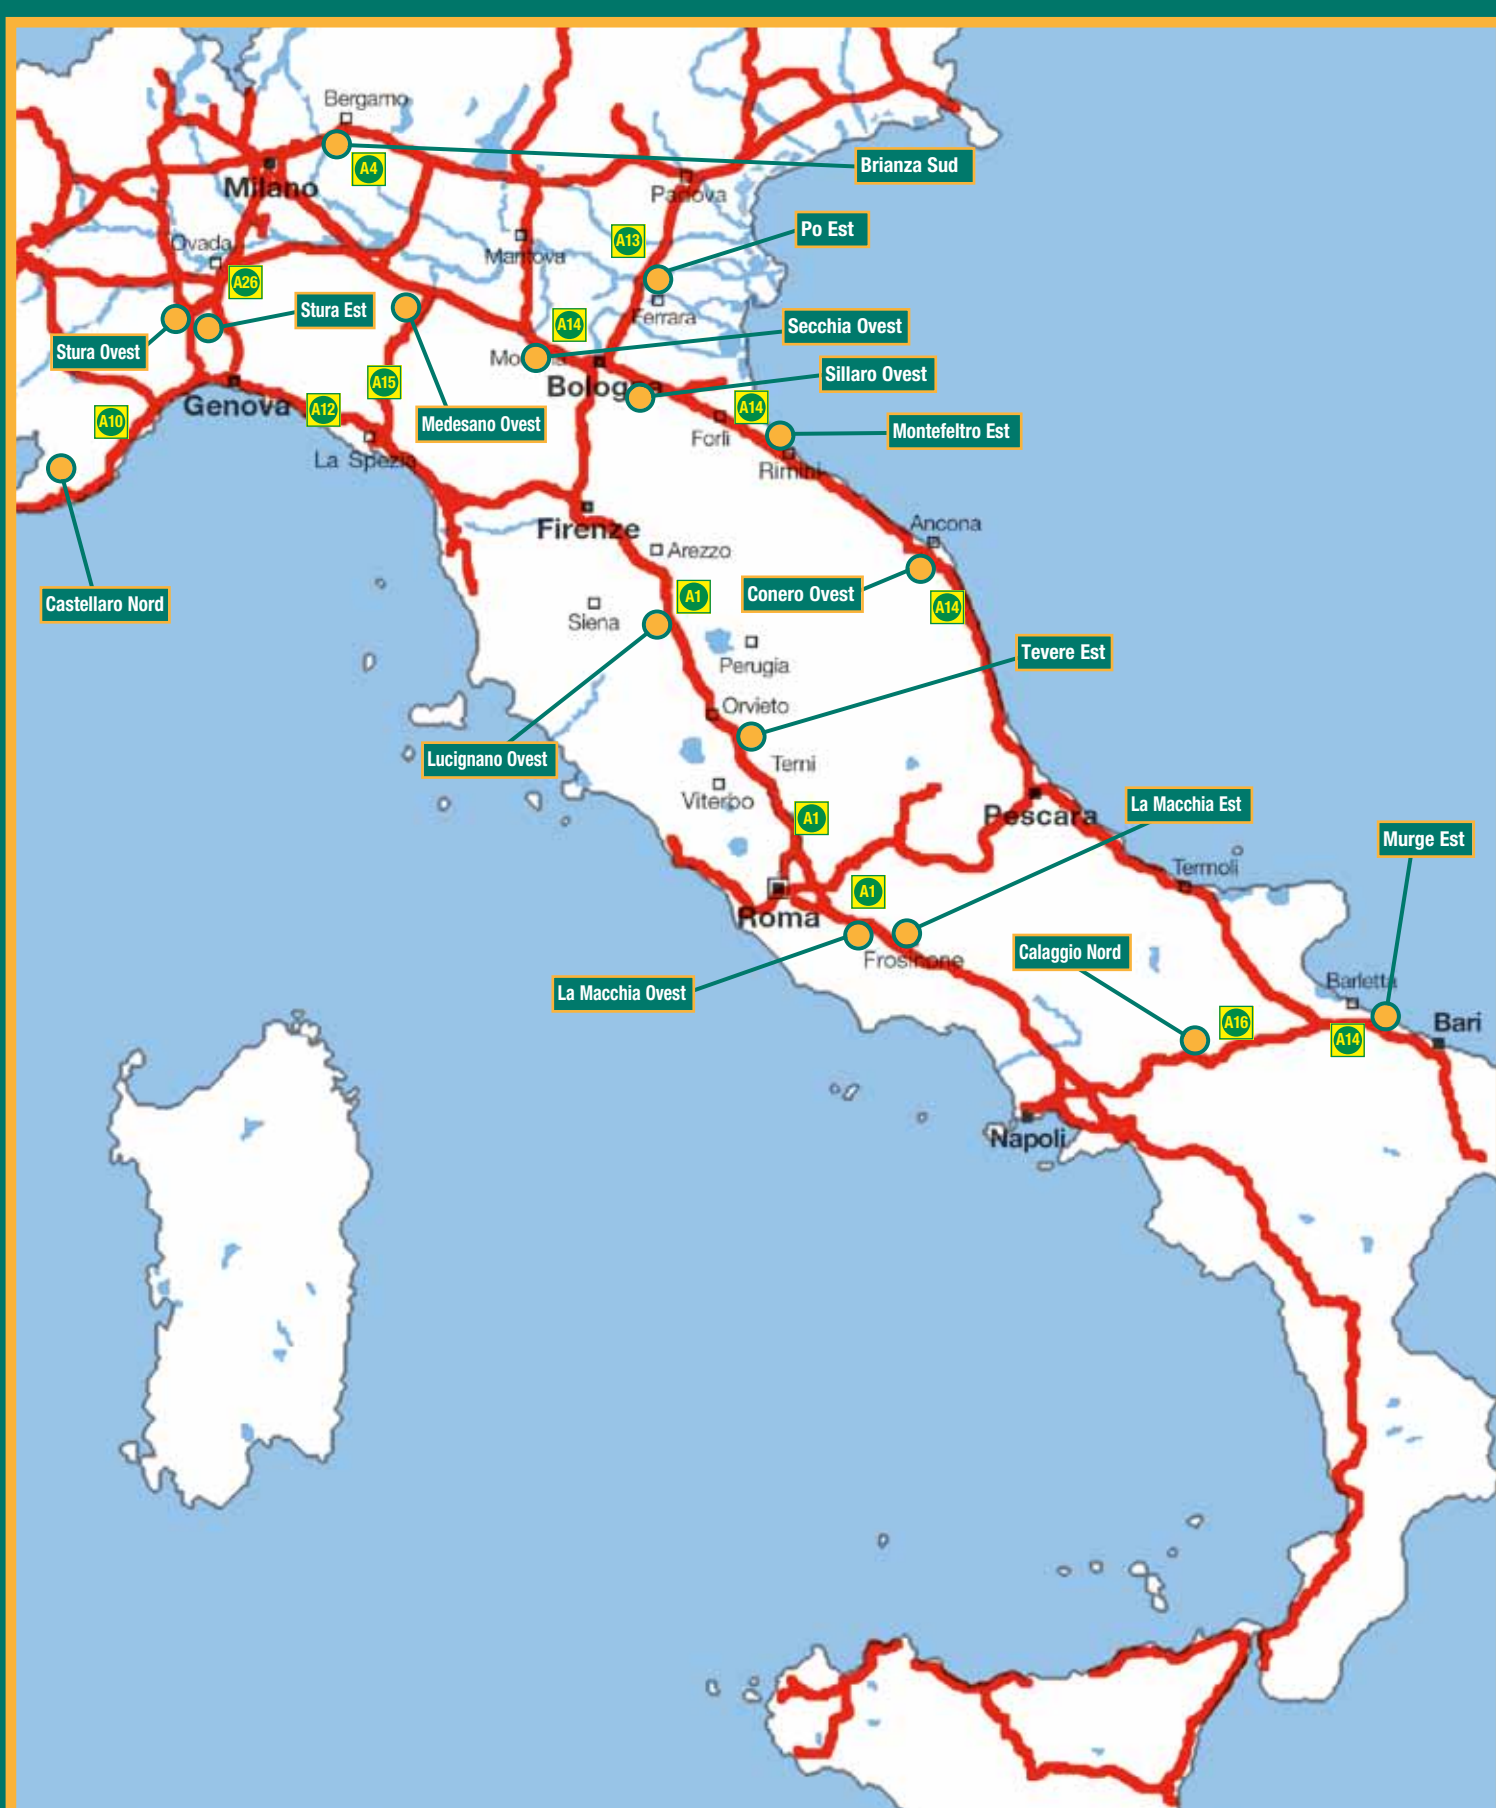 Bergamo
A4
Brianza Sud
Milano
Padova
Po Est
Ovada
A13
Mantova
A26
Stura Est
Ferrara
A14
Secchia Ovest
Stura Ovest
Bologna
Sillaro Ovest
A15
Genova
A12
Medesano Ovest
A14
Montefeltro Est
A10
Forlì
La Spezia
Rimini
Firenze
Ancona
Arezzo
Castellaro Nord
A1
Conero Ovest
A14
Siena
Perugia
Tevere Est
Orvieto
Lucignano Ovest
Terni
Viterbo
A1
Pescara
La Macchia Est
Murge Est
Termoli
A1
Roma
Frosinone
Calaggio Nord
La Macchia Ovest
Barletta
A16
Bari
A14
Napoli